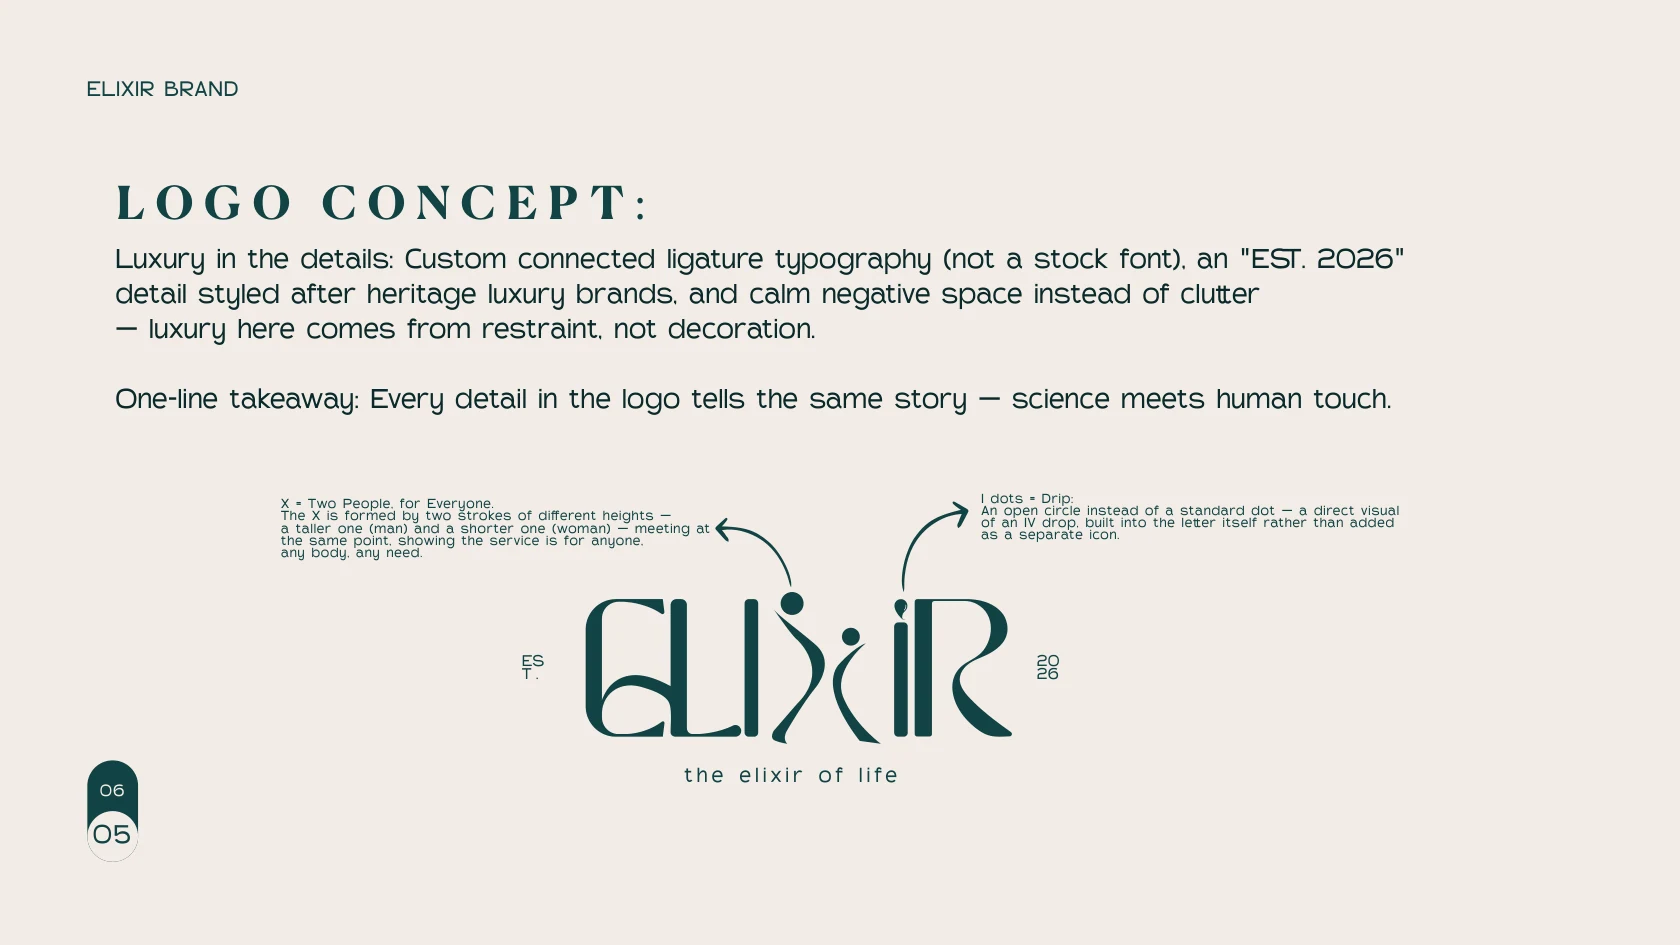 ELIXIR BRAND
LOGO CONCEPT:
Luxury in the details: Custom connected ligature typography (not a stock font), an "EST. 2026"
detail styled after heritage luxury brands, and calm negative space instead of clutter
— luxury here comes from restraint, not decoration.
One-line takeaway: Every detail in the logo tells the same story — science meets human touch.
X = Two People, for Everyone.
The X is formed by two strokes of different heights —
a taller one (man) and a shorter one (woman) — meeting at
the same point, showing the service is for anyone,
any body, any need.
I dots = Drip:
An open circle instead of a standard dot — a direct visual
of an IV drop, built into the letter itself rather than added
as a separate icon.
ES
T.
ELIXIR
20
26
the elixir of life
06
05